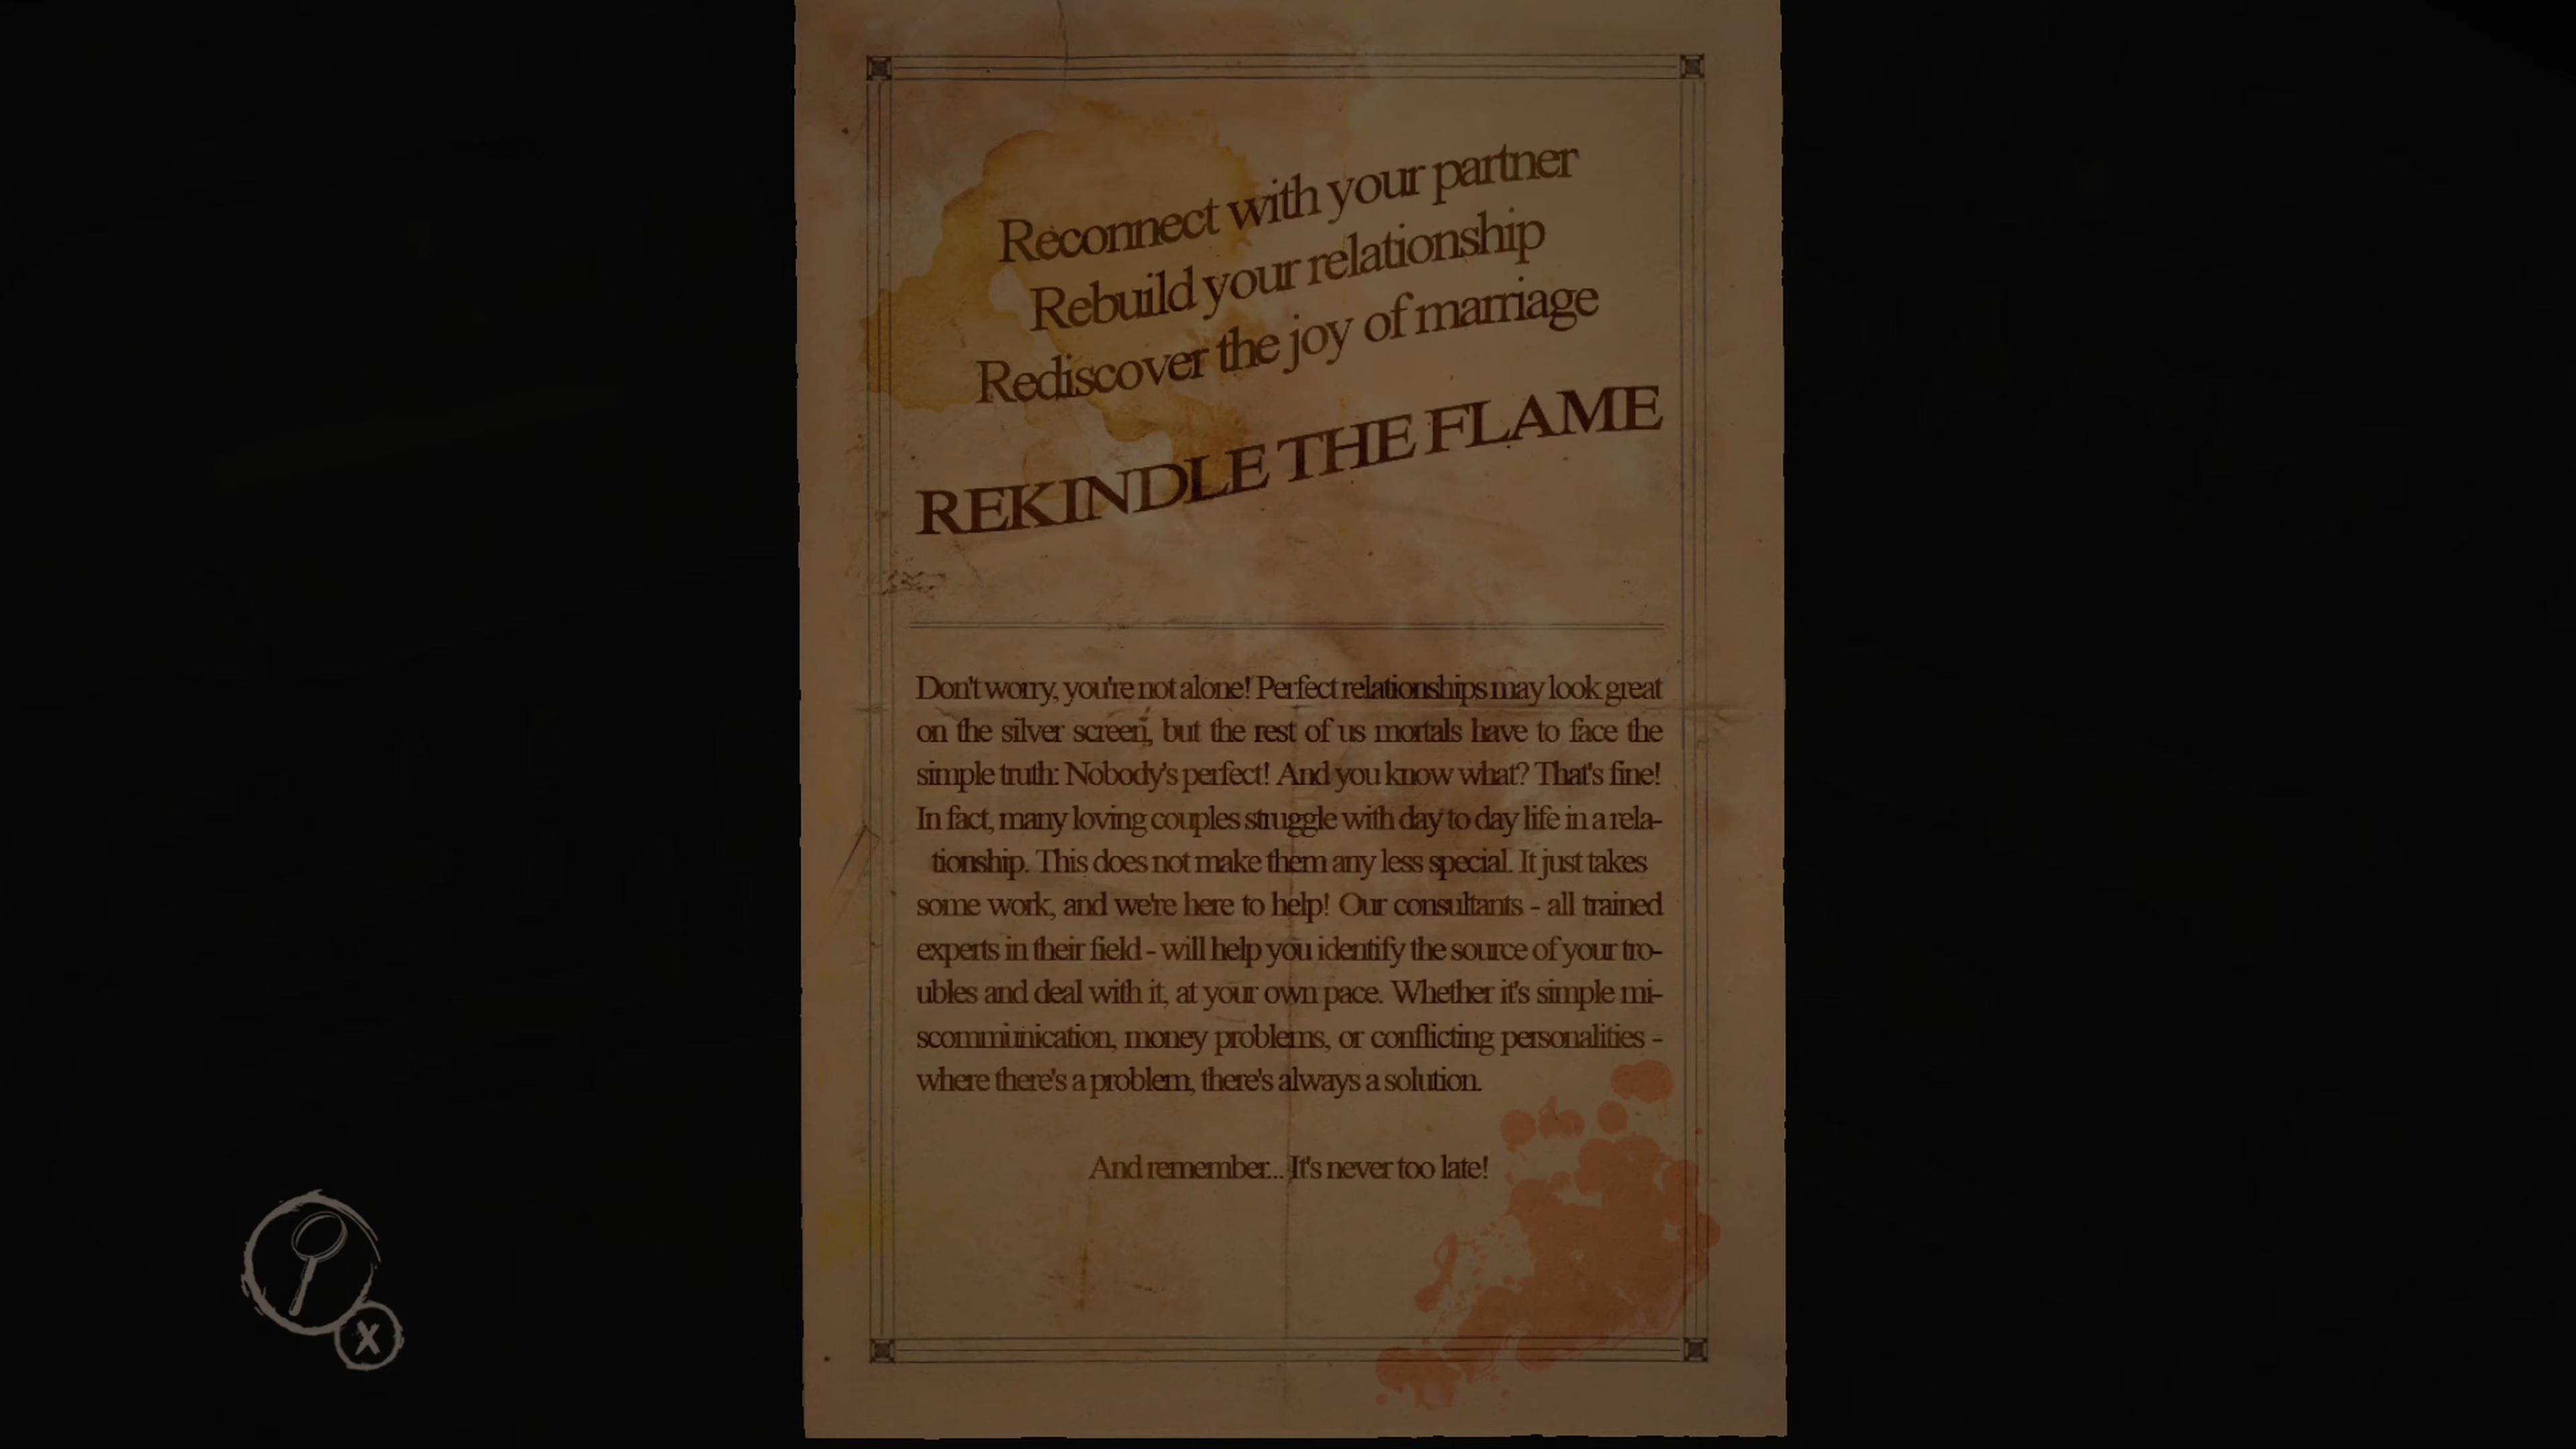 Reconnect with your partner
Rebuild your relationship
Rediscover the joy of marriage
REKINDLE THE FLAME
Don't worry, you're not alone! Perfect relationships may look great
on the silver screen, but the rest of us mortals have to face the
simple truth: Nobody's perfect! And you know what? That's fine!
In fact, many loving couples struggle with day to day life in a rela-
tionship. This does not make them any less special. It just takes
some work, and we're here to help! Our consultants - all trained
experts in their field - will help you identify the source of your tro-
ubles and deal with it, at your own pace. Whether it's simple mi-
scommunication, money problems, or conflicting personalities -
where there's a problem, there's always a solution.
And remember... It's never too late!
X